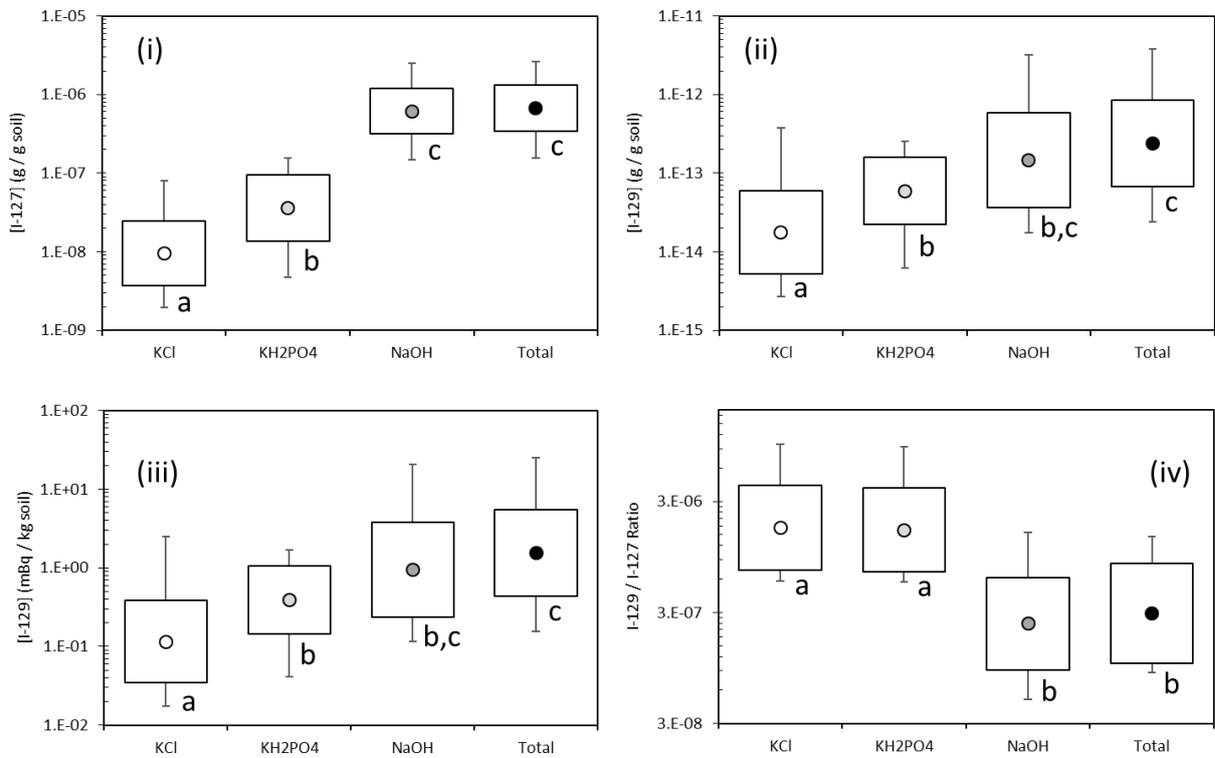 (i)
[I-127] (g / g soil)
1.E-05
1.E-06
1.E-07
1.E-08
1.E-09
a
b
c
c
KCl KH2PO4 NaOH Total
(ii)
[I-129] (g / g soil)
1.E-11
1.E-12
1.E-13
1.E-14
1.E-15
a
b
b,c
c
KCl KH2PO4 NaOH Total
(iii)
[I-129] (mBq / kg soil)
1.E+02
1.E+01
1.E+00
1.E-01
1.E-02
a
b
b,c
c
KCl KH2PO4 NaOH Total
(iv)
I-129 / I-127 Ratio
3.E-06
3.E-07
3.E-08
a
a
b
b
KCl KH2PO4 NaOH Total